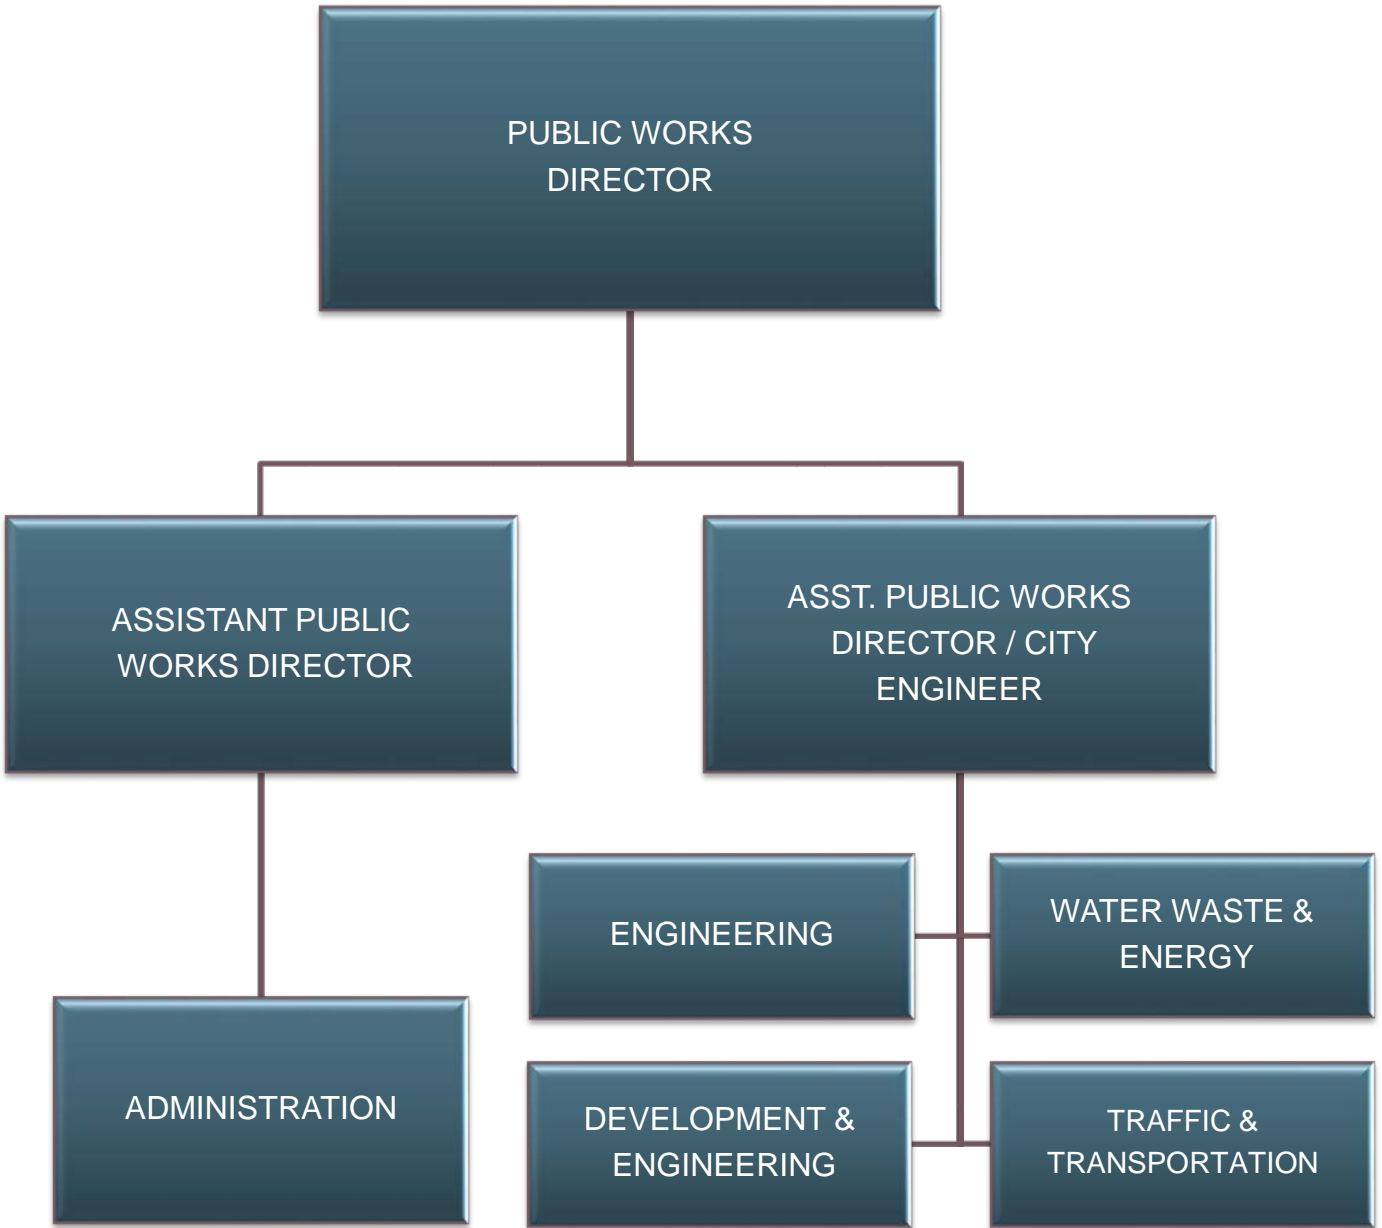 PUBLIC WORKS
DIRECTOR
ASSISTANT PUBLIC
WORKS DIRECTOR
ASST. PUBLIC WORKS
DIRECTOR / CITY
ENGINEER
ENGINEERING
WATER WASTE &
ENERGY
ADMINISTRATION
DEVELOPMENT &
ENGINEERING
TRAFFIC &
TRANSPORTATION